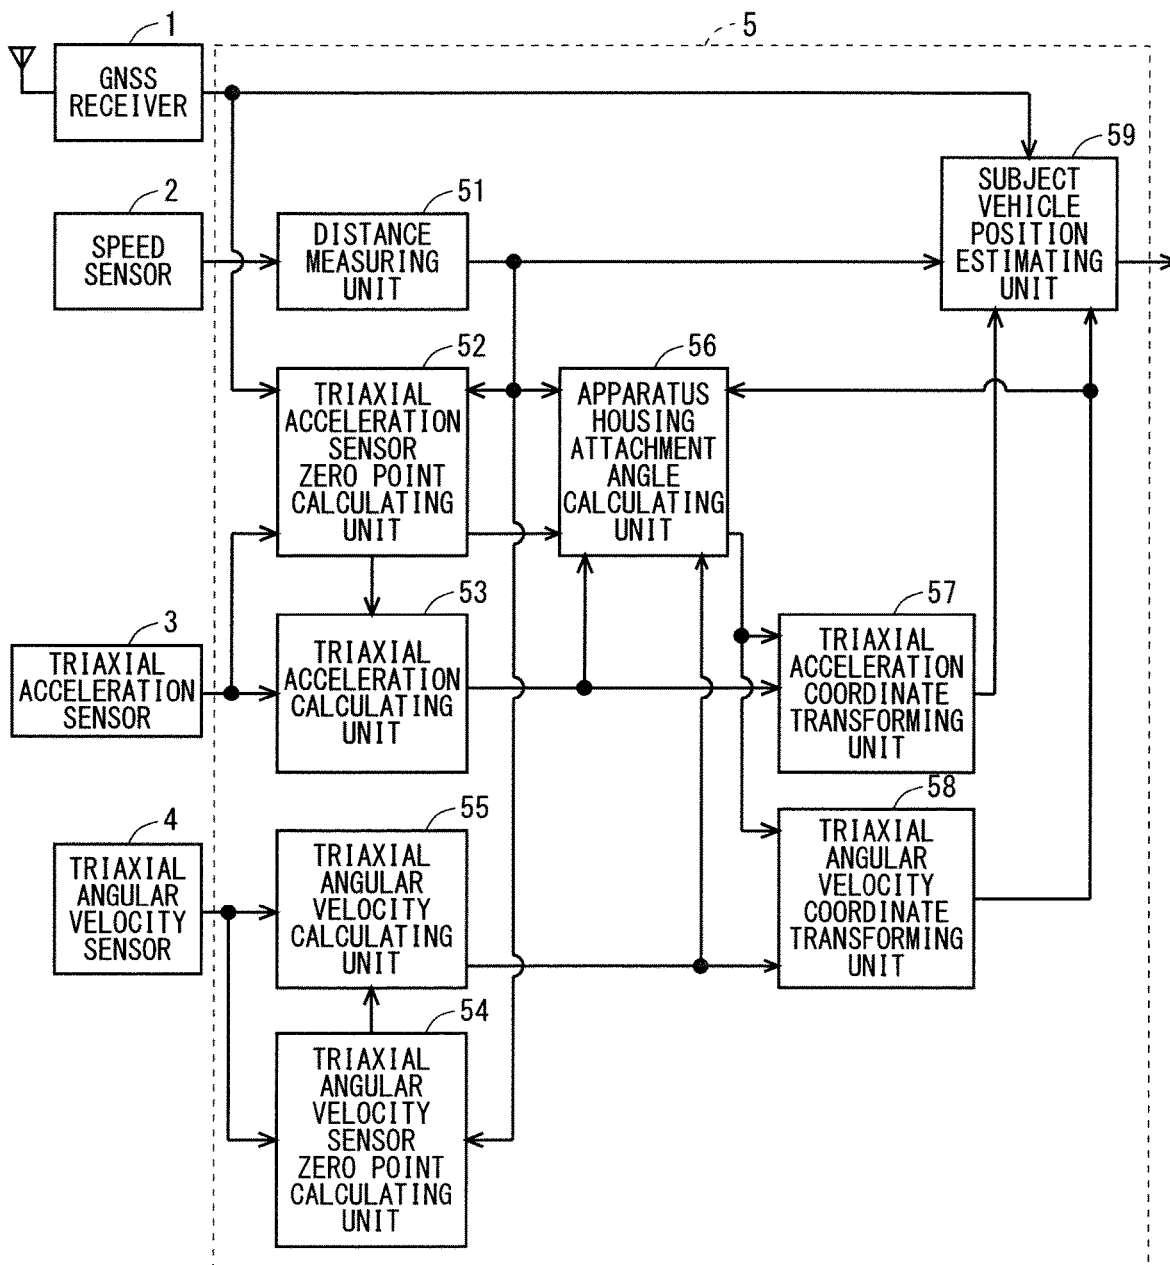 1
GNSS
RECEIVER
5
2
SPEED
SENSOR
51
DISTANCE
MEASURING
UNIT
59
SUBJECT
VEHICLE
POSITION
ESTIMATING
UNIT
52
TRIAXIAL
ACCELERATION
SENSOR
ZERO POINT
CALCULATING
UNIT
56
APPARATUS
HOUSING
ATTACHMENT
ANGLE
CALCULATING
UNIT
3
TRIAXIAL
ACCELERATION
SENSOR
53
TRIAXIAL
ACCELERATION
CALCULATING
UNIT
57
TRIAXIAL
ACCELERATION
COORDINATE
TRANSFORMING
UNIT
4
TRIAXIAL
ANGULAR
VELOCITY
SENSOR
55
TRIAXIAL
ANGULAR
VELOCITY
CALCULATING
UNIT
58
TRIAXIAL
ANGULAR
VELOCITY
COORDINATE
TRANSFORMING
UNIT
54
TRIAXIAL
ANGULAR
VELOCITY
SENSOR
ZERO POINT
CALCULATING
UNIT